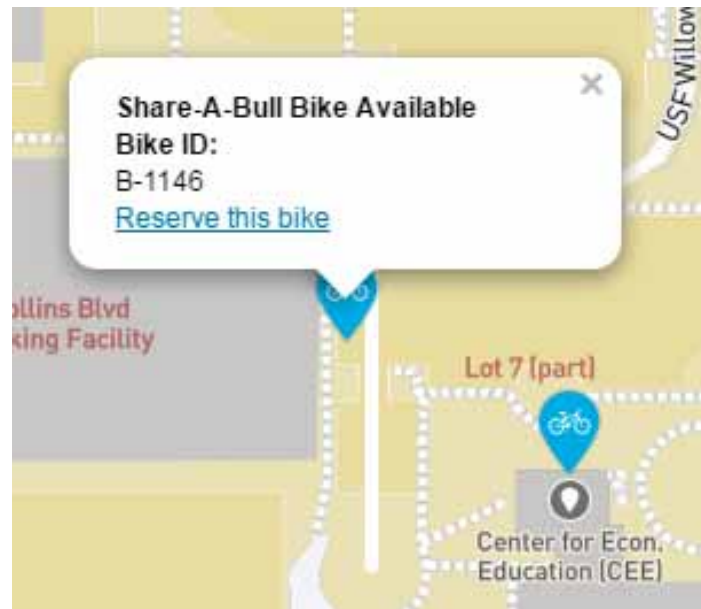 Share-A-Bull Bike Available
Bike ID:
B-1146
Reserve this bike
USF Willow
ollins Blvd
king Facility
Lot 7 (part)
Center for Econ.
Education (CEE)